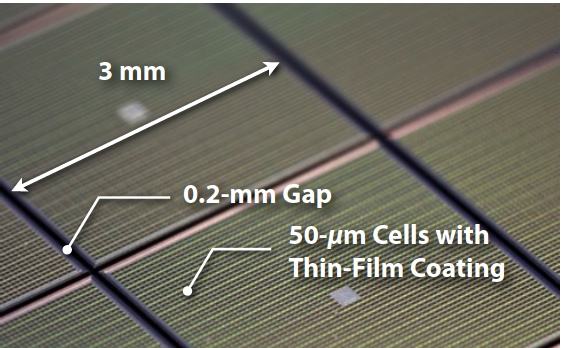 3 mm
0.2-mm Gap
50-μm Cells with
Thin-Film Coating